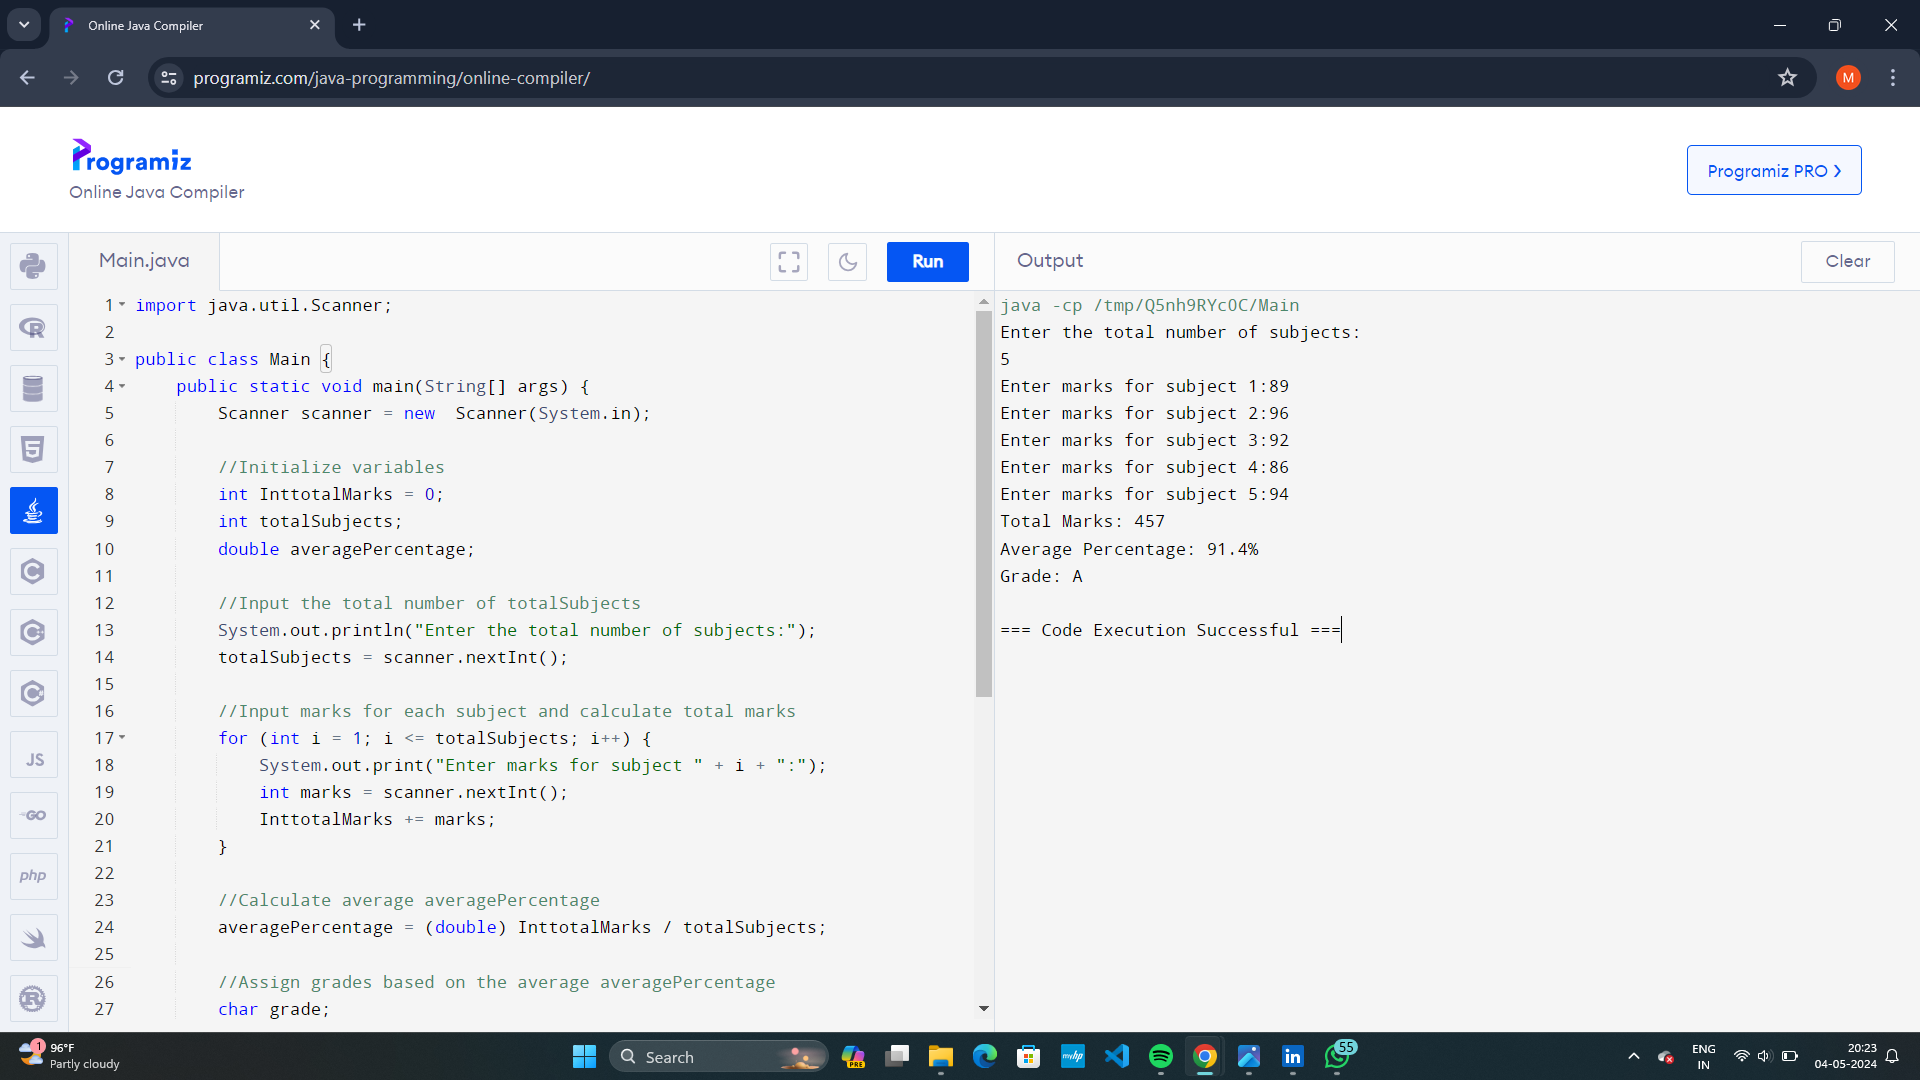 Online Java Compiler
programiz.com/java-programming/online-compiler/
M
Programiz
Online Java Compiler
Programiz PRO
Main.java
Run
Output
Clear
1 import java.util.Scanner;
2
3 public class Main {
4 public static void main(String[] args) {
5 Scanner scanner = new  Scanner(System.in);
6
7 //Initialize variables
8 int InttotalMarks = 0;
9 int totalSubjects;
10 double averagePercentage;
11
12 //Input the total number of totalSubjects
13 System.out.println("Enter the total number of subjects:");
14 totalSubjects = scanner.nextInt();
15
16 //Input marks for each subject and calculate total marks
17 for (int i = 1; i <= totalSubjects; i++) {
18 System.out.print("Enter marks for subject " + i + ":");
19 int marks = scanner.nextInt();
20 InttotalMarks += marks;
21 }
22
23 //Calculate average averagePercentage
24 averagePercentage = (double) InttotalMarks / totalSubjects;
25
26 //Assign grades based on the average averagePercentage
27 char grade;
java -cp /tmp/Q5nh9RYcOC/Main
Enter the total number of subjects:
5
Enter marks for subject 1:89
Enter marks for subject 2:96
Enter marks for subject 3:92
Enter marks for subject 4:86
Enter marks for subject 5:94
Total Marks: 457
Average Percentage: 91.4%
Grade: A
=== Code Execution Successful ===
JS
GO
php
1
96°F
Partly cloudy
Search
PRE
myhp
in
55
ENG
IN
20:23
04-05-2024